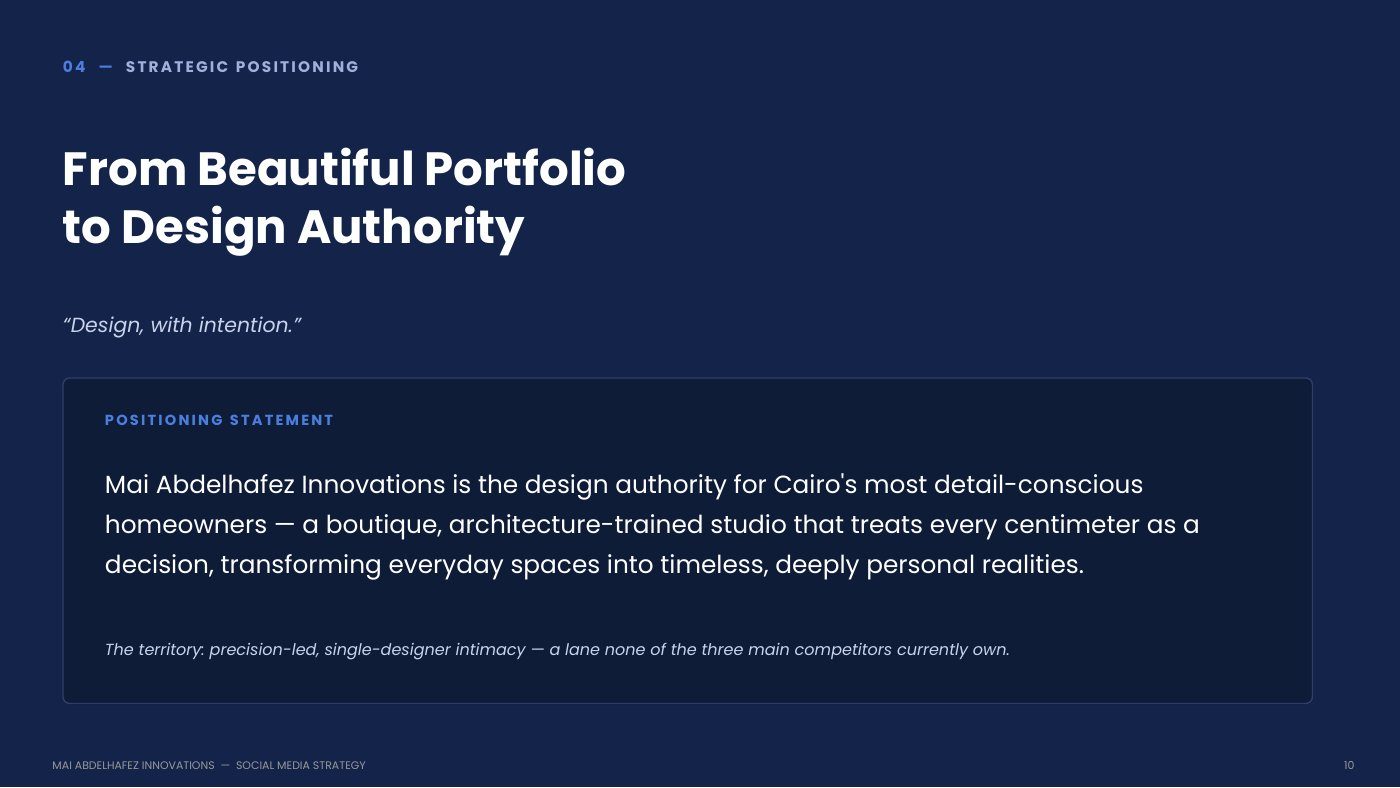 04 — STRATEGIC POSITIONING
From Beautiful Portfolio
to Design Authority
“Design, with intention.”
POSITIONING STATEMENT
Mai Abdelhafez Innovations is the design authority for Cairo's most detail-conscious
homeowners — a boutique, architecture-trained studio that treats every centimeter as a
decision, transforming everyday spaces into timeless, deeply personal realities.
The territory: precision-led, single-designer intimacy — a lane none of the three main competitors currently own.
MAI ABDELHAFEZ INNOVATIONS — SOCIAL MEDIA STRATEGY
10